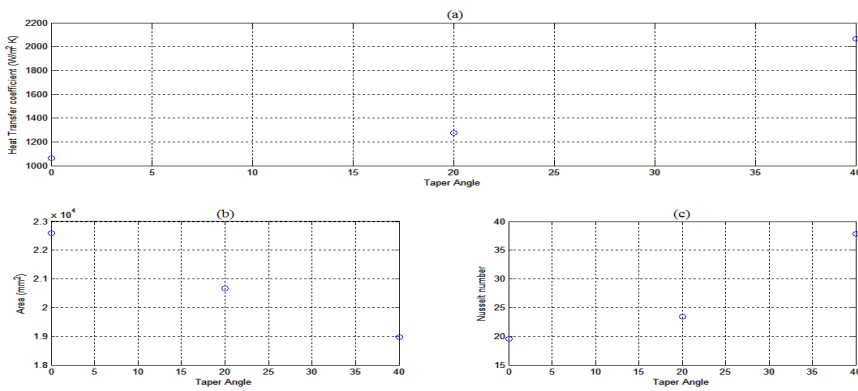 (a)
2200
2000
1800
1600
1400
1200
1000
Heat Transfer coefficient (W/m² K)
0 5 10 15 20 25 30 35 40
Taper Angle
(b)
× 10⁴
2.3
2.2
2.1
2
1.9
1.8
Area (mm²)
0 5 10 15 20 25 30 35 40
Taper Angle
(c)
40
35
30
25
20
15
Nusselt number
0 5 10 15 20 25 30 35 40
Taper Angle